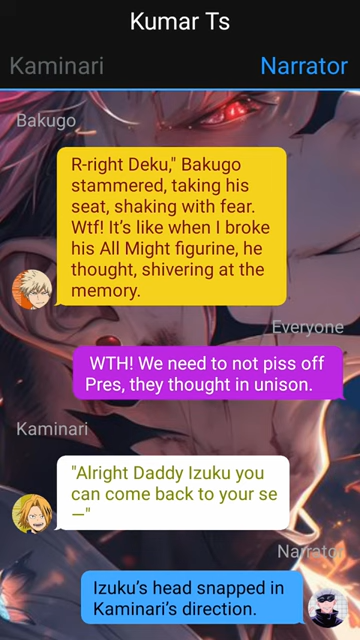 Kumar Ts
Kaminari
Narrator
Bakugo
R-right Deku," Bakugo
stammered, taking his
seat, shaking with fear.
Wtf! It's like when I broke
his All Might figurine, he
thought, shivering at the
memory.
Everyone
WTH! We need to not piss off
Pres, they thought in unison.
Kaminari
"Alright Daddy Izuku you
can come back to your se
—"
Narrator
Izuku's head snapped in
Kaminari's direction.